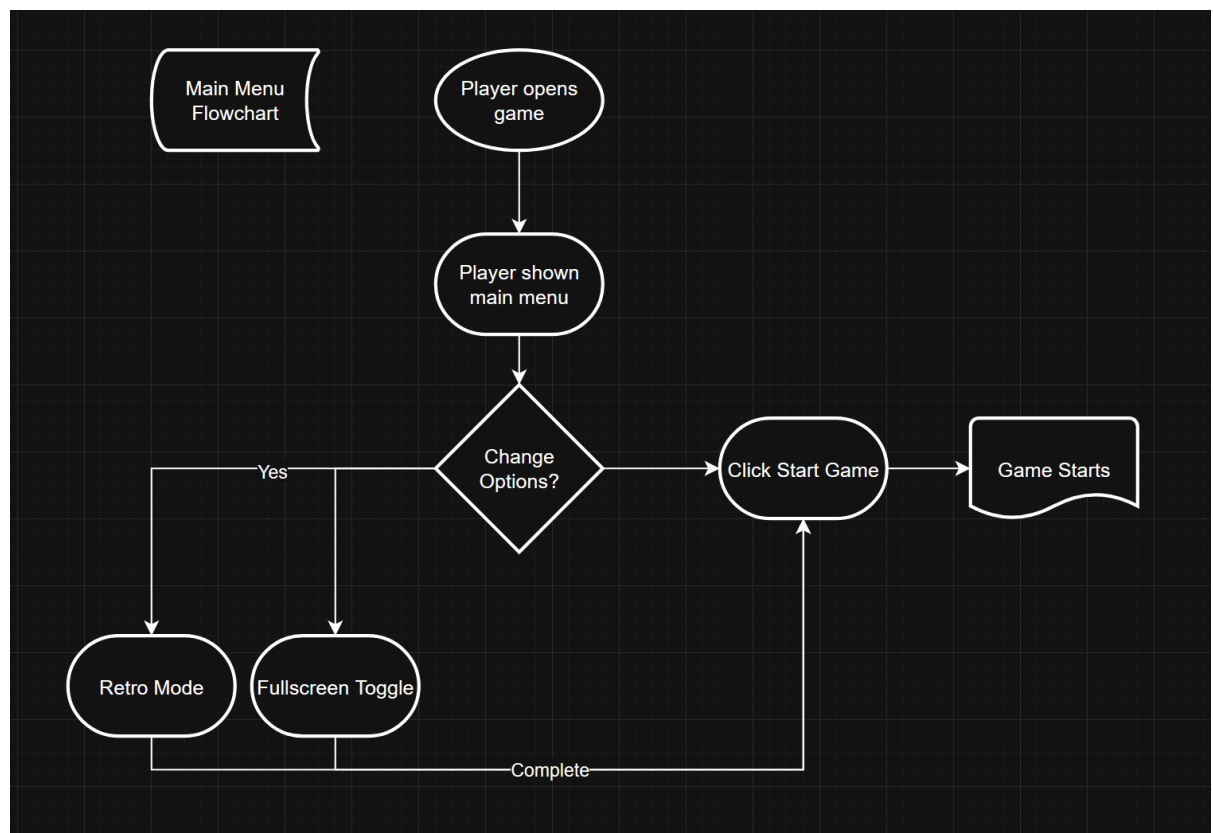 Main Menu
Flowchart
Player opens
game
Player shown
main menu
Change
Options?
Yes
Click Start Game
Game Starts
Retro Mode
Fullscreen Toggle
Complete